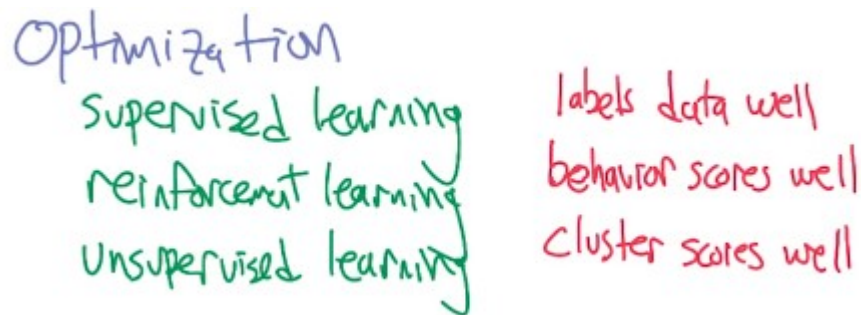 Optimization
supervised learning labels data well
reinforcement learning behavior scores well
unsupervised learning cluster scores well